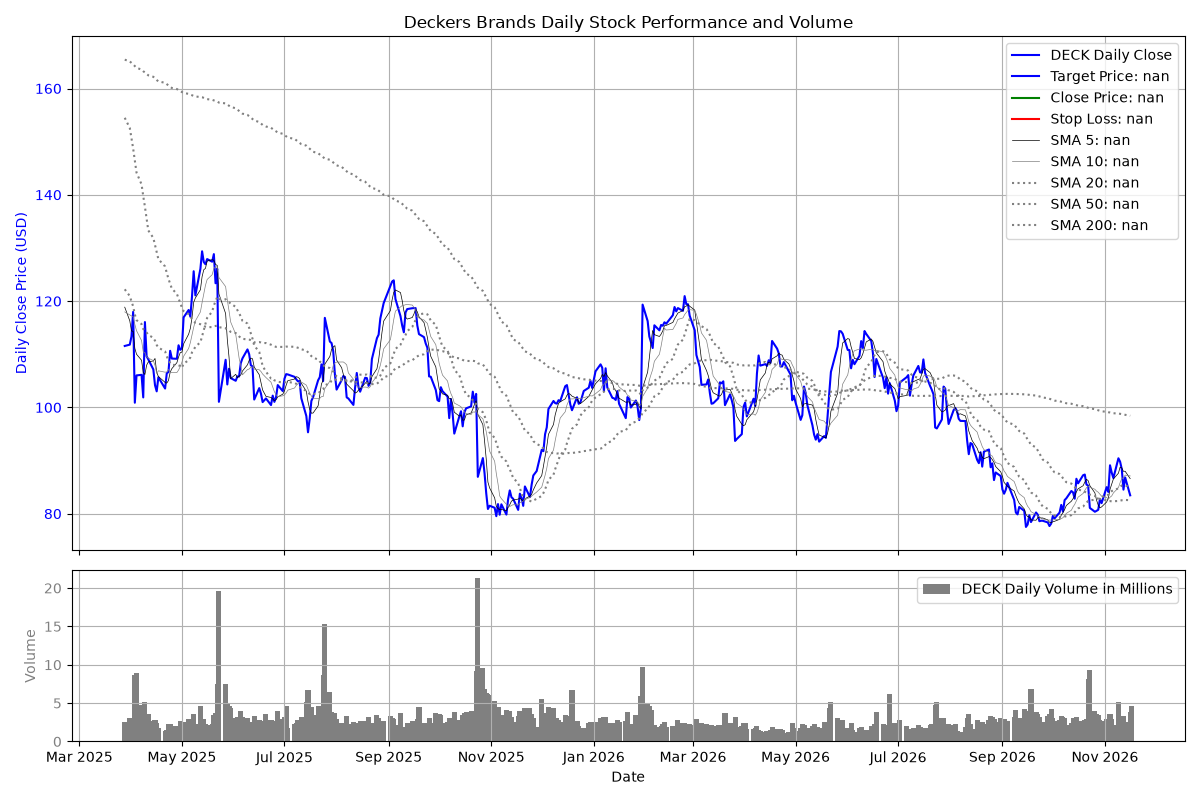 Deckers Brands Daily Stock Performance and Volume
DECK Daily Close
Target Price: nan
Close Price: nan
Stop Loss: nan
SMA 5: nan
SMA 10: nan
SMA 20: nan
SMA 50: nan
SMA 200: nan
Daily Close Price (USD)
160
140
120
100
80
DECK Daily Volume in Millions
Volume
20
15
10
5
0
Mar 2025 May 2025 Jul 2025 Sep 2025 Nov 2025 Jan 2026 Mar 2026 May 2026 Jul 2026 Sep 2026 Nov 2026
Date